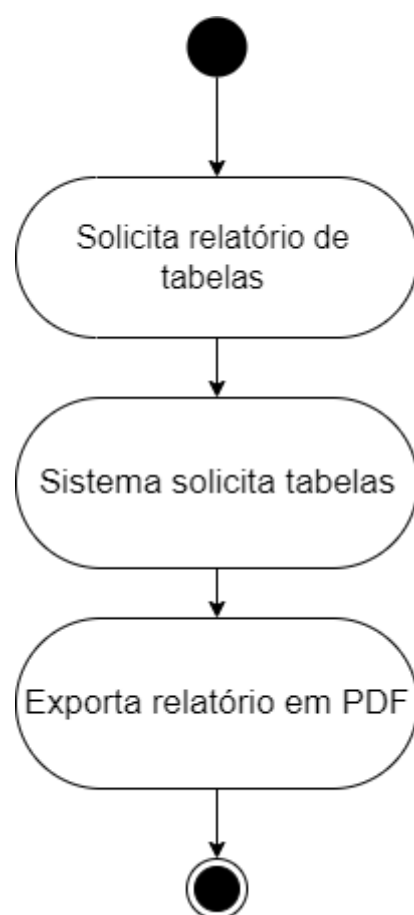 Solicita relatório de
tabelas
Sistema solicita tabelas
Exporta relatório em PDF